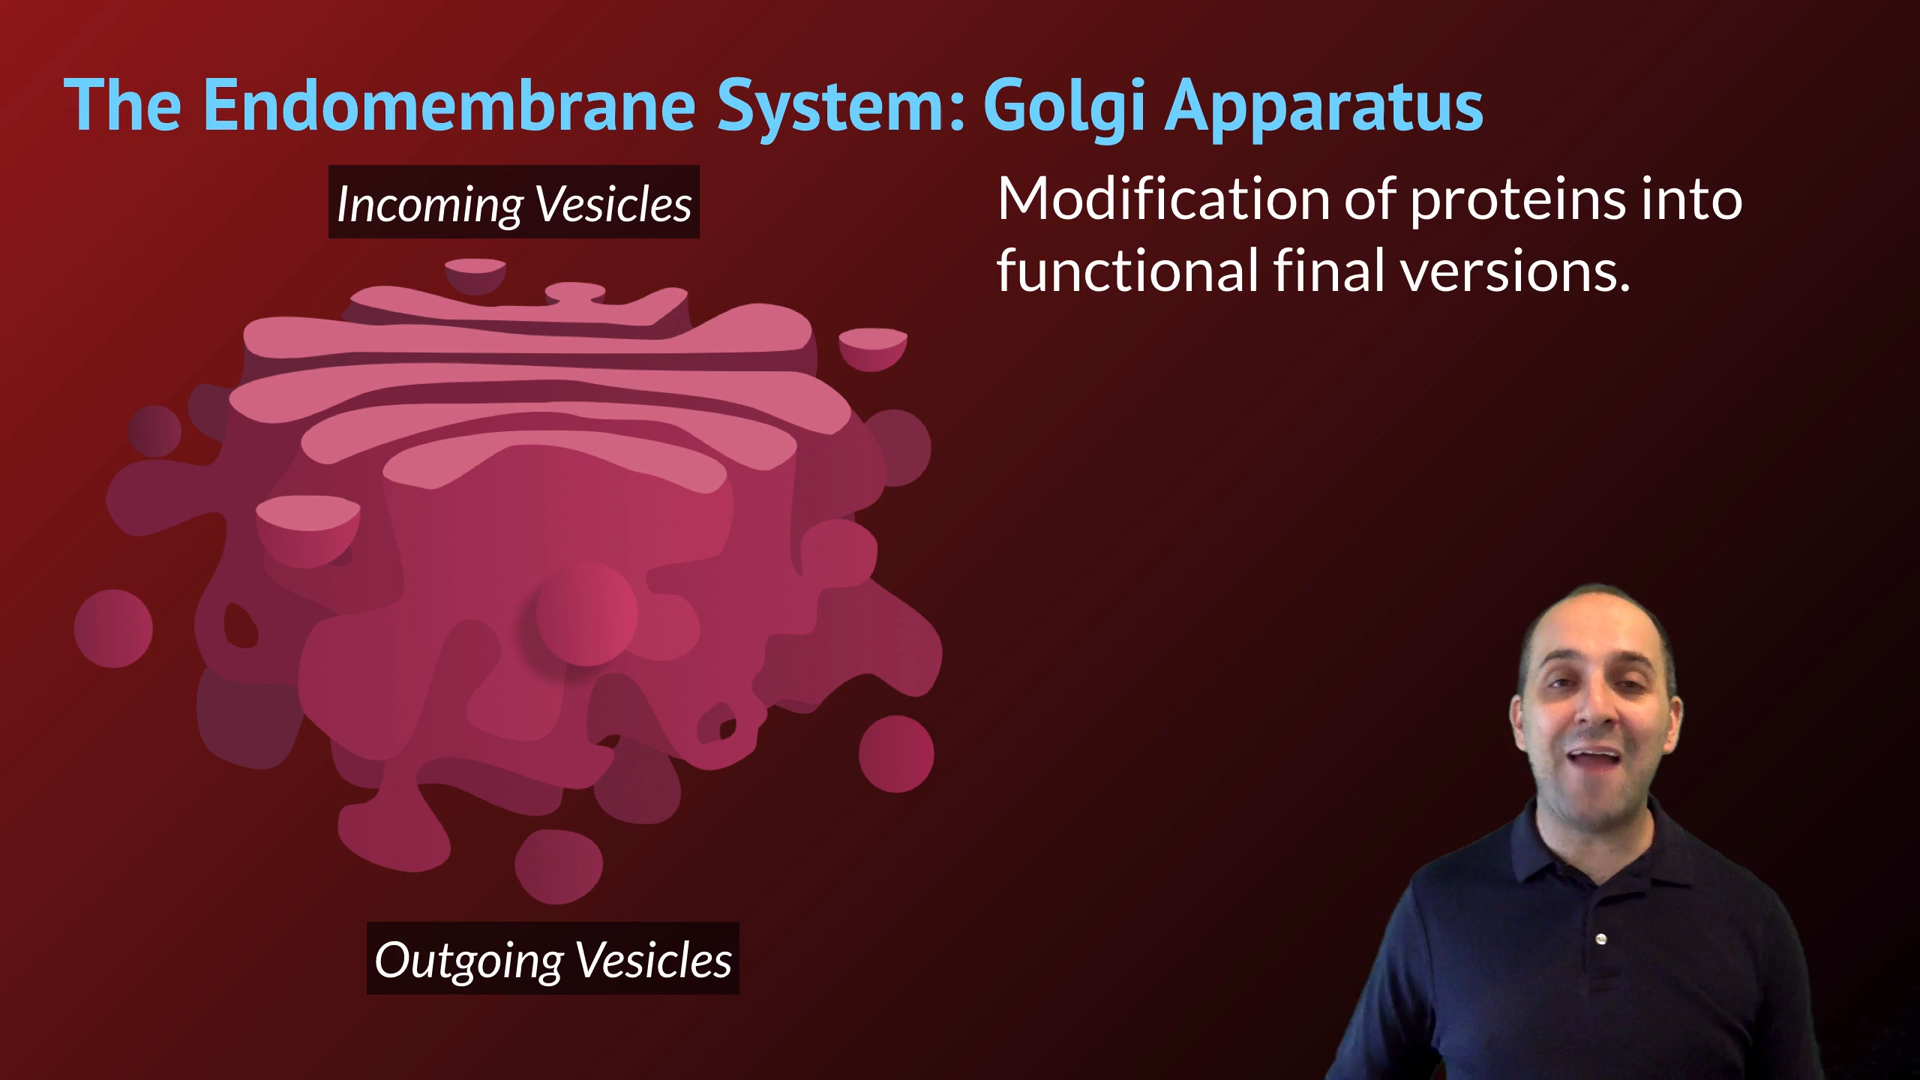 The Endomembrane System: Golgi Apparatus
Incoming Vesicles
Modification of proteins into
functional final versions.
Outgoing Vesicles